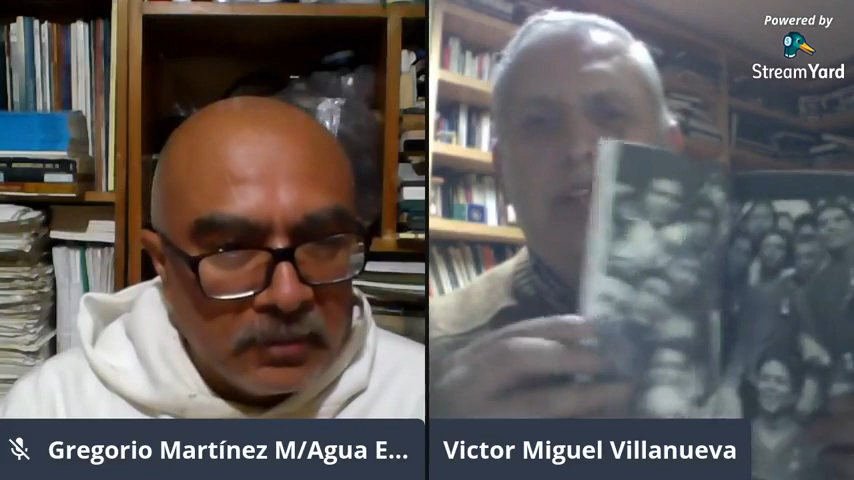 Powered by
StreamYard
Gregorio Martínez M/Agua E...
Victor Miguel Villanueva